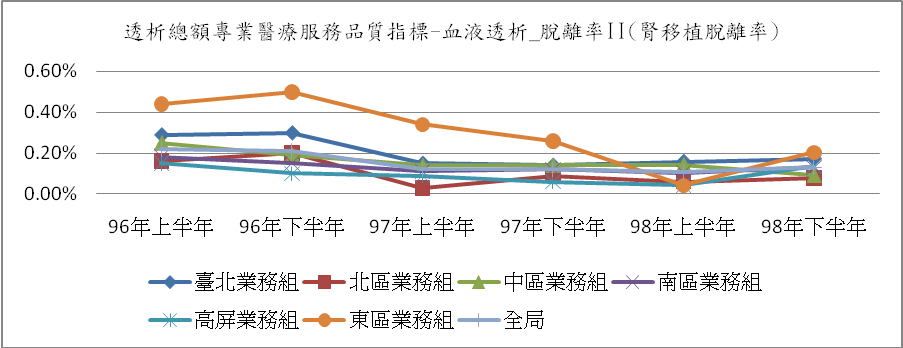 透析總額專業醫療服務品質指標-血液透析_脫離率II(腎移植脫離率)
0.60%
0.40%
0.20%
0.00%
96年上半年 96年下半年 97年上半年 97年下半年 98年上半年 98年下半年
臺北業務組 北區業務組 中區業務組 南區業務組
高屏業務組 東區業務組 全局